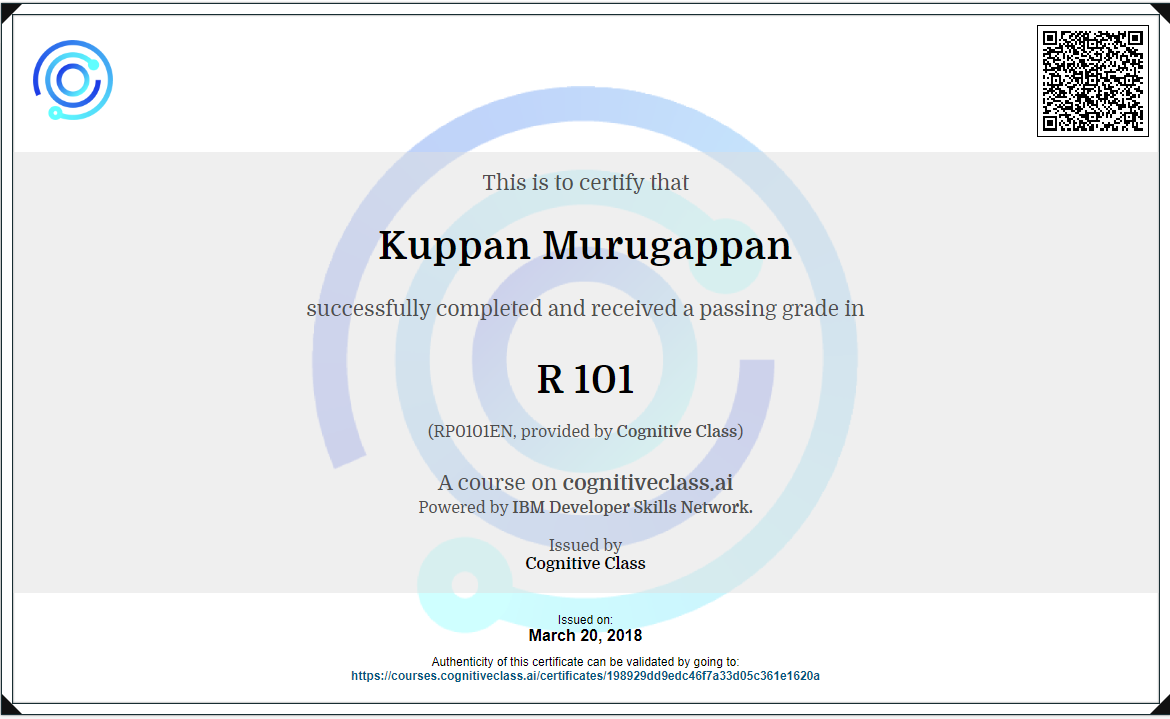 This is to certify that
Kuppan Murugappan
successfully completed and received a passing grade in
R 101
(RP0101EN, provided by Cognitive Class)
A course on cognitiveclass.ai
Powered by IBM Developer Skills Network.
Issued by
Cognitive Class
Issued on:
March 20, 2018
Authenticity of this certificate can be validated by going to:
https://courses.cognitiveclass.ai/certificates/198929dd9edc46f7a33d05c361e1620a